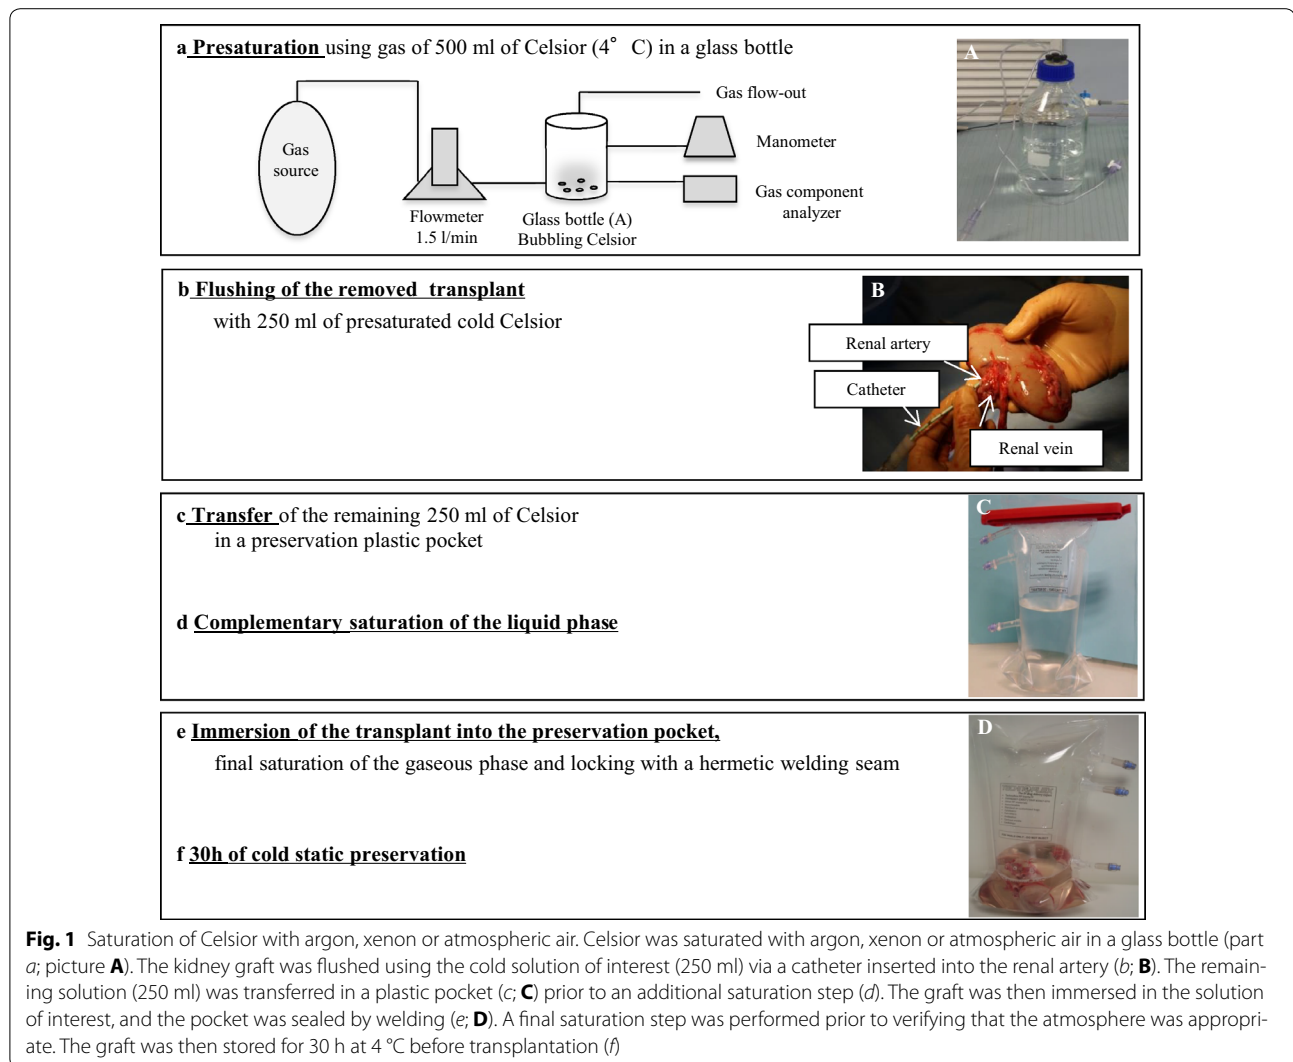 a Presaturation using gas of 500 ml of Celsior (4° C) in a glass bottle
A
Gas flow-out
Gas
source
Manometer
Gas component
analyzer
Flowmeter
1.5 l/min
Glass bottle (A)
Bubbling Celsior
b Flushing of the removed transplant
with 250 ml of presaturated cold Celsior
B
Renal artery
Catheter
Renal vein
c Transfer of the remaining 250 ml of Celsior
in a preservation plastic pocket
C
d Complementary saturation of the liquid phase
e Immersion of the transplant into the preservation pocket,
final saturation of the gaseous phase and locking with a hermetic welding seam
D
f 30h of cold static preservation
Fig. 1 Saturation of Celsior with argon, xenon or atmospheric air. Celsior was saturated with argon, xenon or atmospheric air in a glass bottle (part
a; picture A). The kidney graft was flushed using the cold solution of interest (250 ml) via a catheter inserted into the renal artery (b; B). The remain-
ing solution (250 ml) was transferred in a plastic pocket (c; C) prior to an additional saturation step (d). The graft was then immersed in the solution
of interest, and the pocket was sealed by welding (e; D). A final saturation step was performed prior to verifying that the atmosphere was appropri-
ate. The graft was then stored for 30 h at 4 °C before transplantation (f)